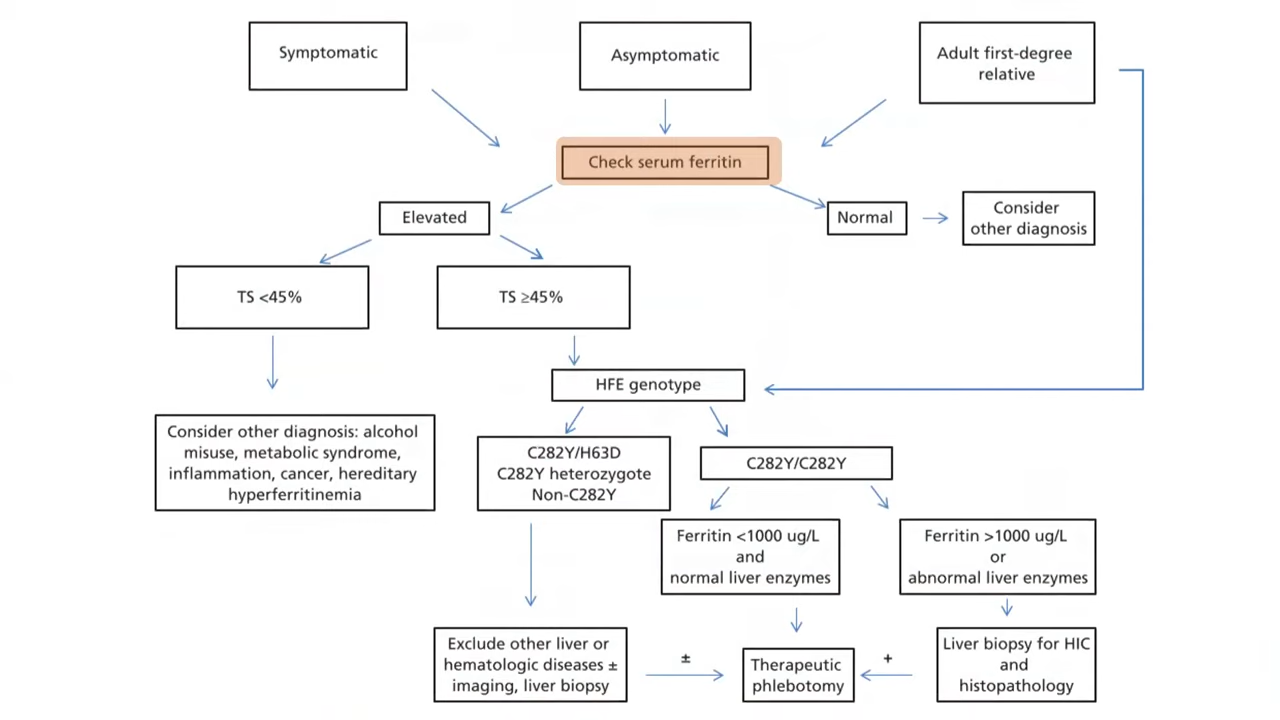 Symptomatic
Asymptomatic
Adult first-degree
relative
Check serum ferritin
Elevated
Normal
Consider
other diagnosis
TS <45%
TS ≥45%
HFE genotype
Consider other diagnosis: alcohol
misuse, metabolic syndrome,
inflammation, cancer, hereditary
hyperferritinemia
C282Y/H63D
C282Y heterozygote
Non-C282Y
C282Y/C282Y
Ferritin <1000 ug/L
and
normal liver enzymes
Ferritin >1000 ug/L
or
abnormal liver enzymes
Exclude other liver or
hematologic diseases ±
imaging, liver biopsy
±
Therapeutic
phlebotomy
+
Liver biopsy for HIC
and
histopathology